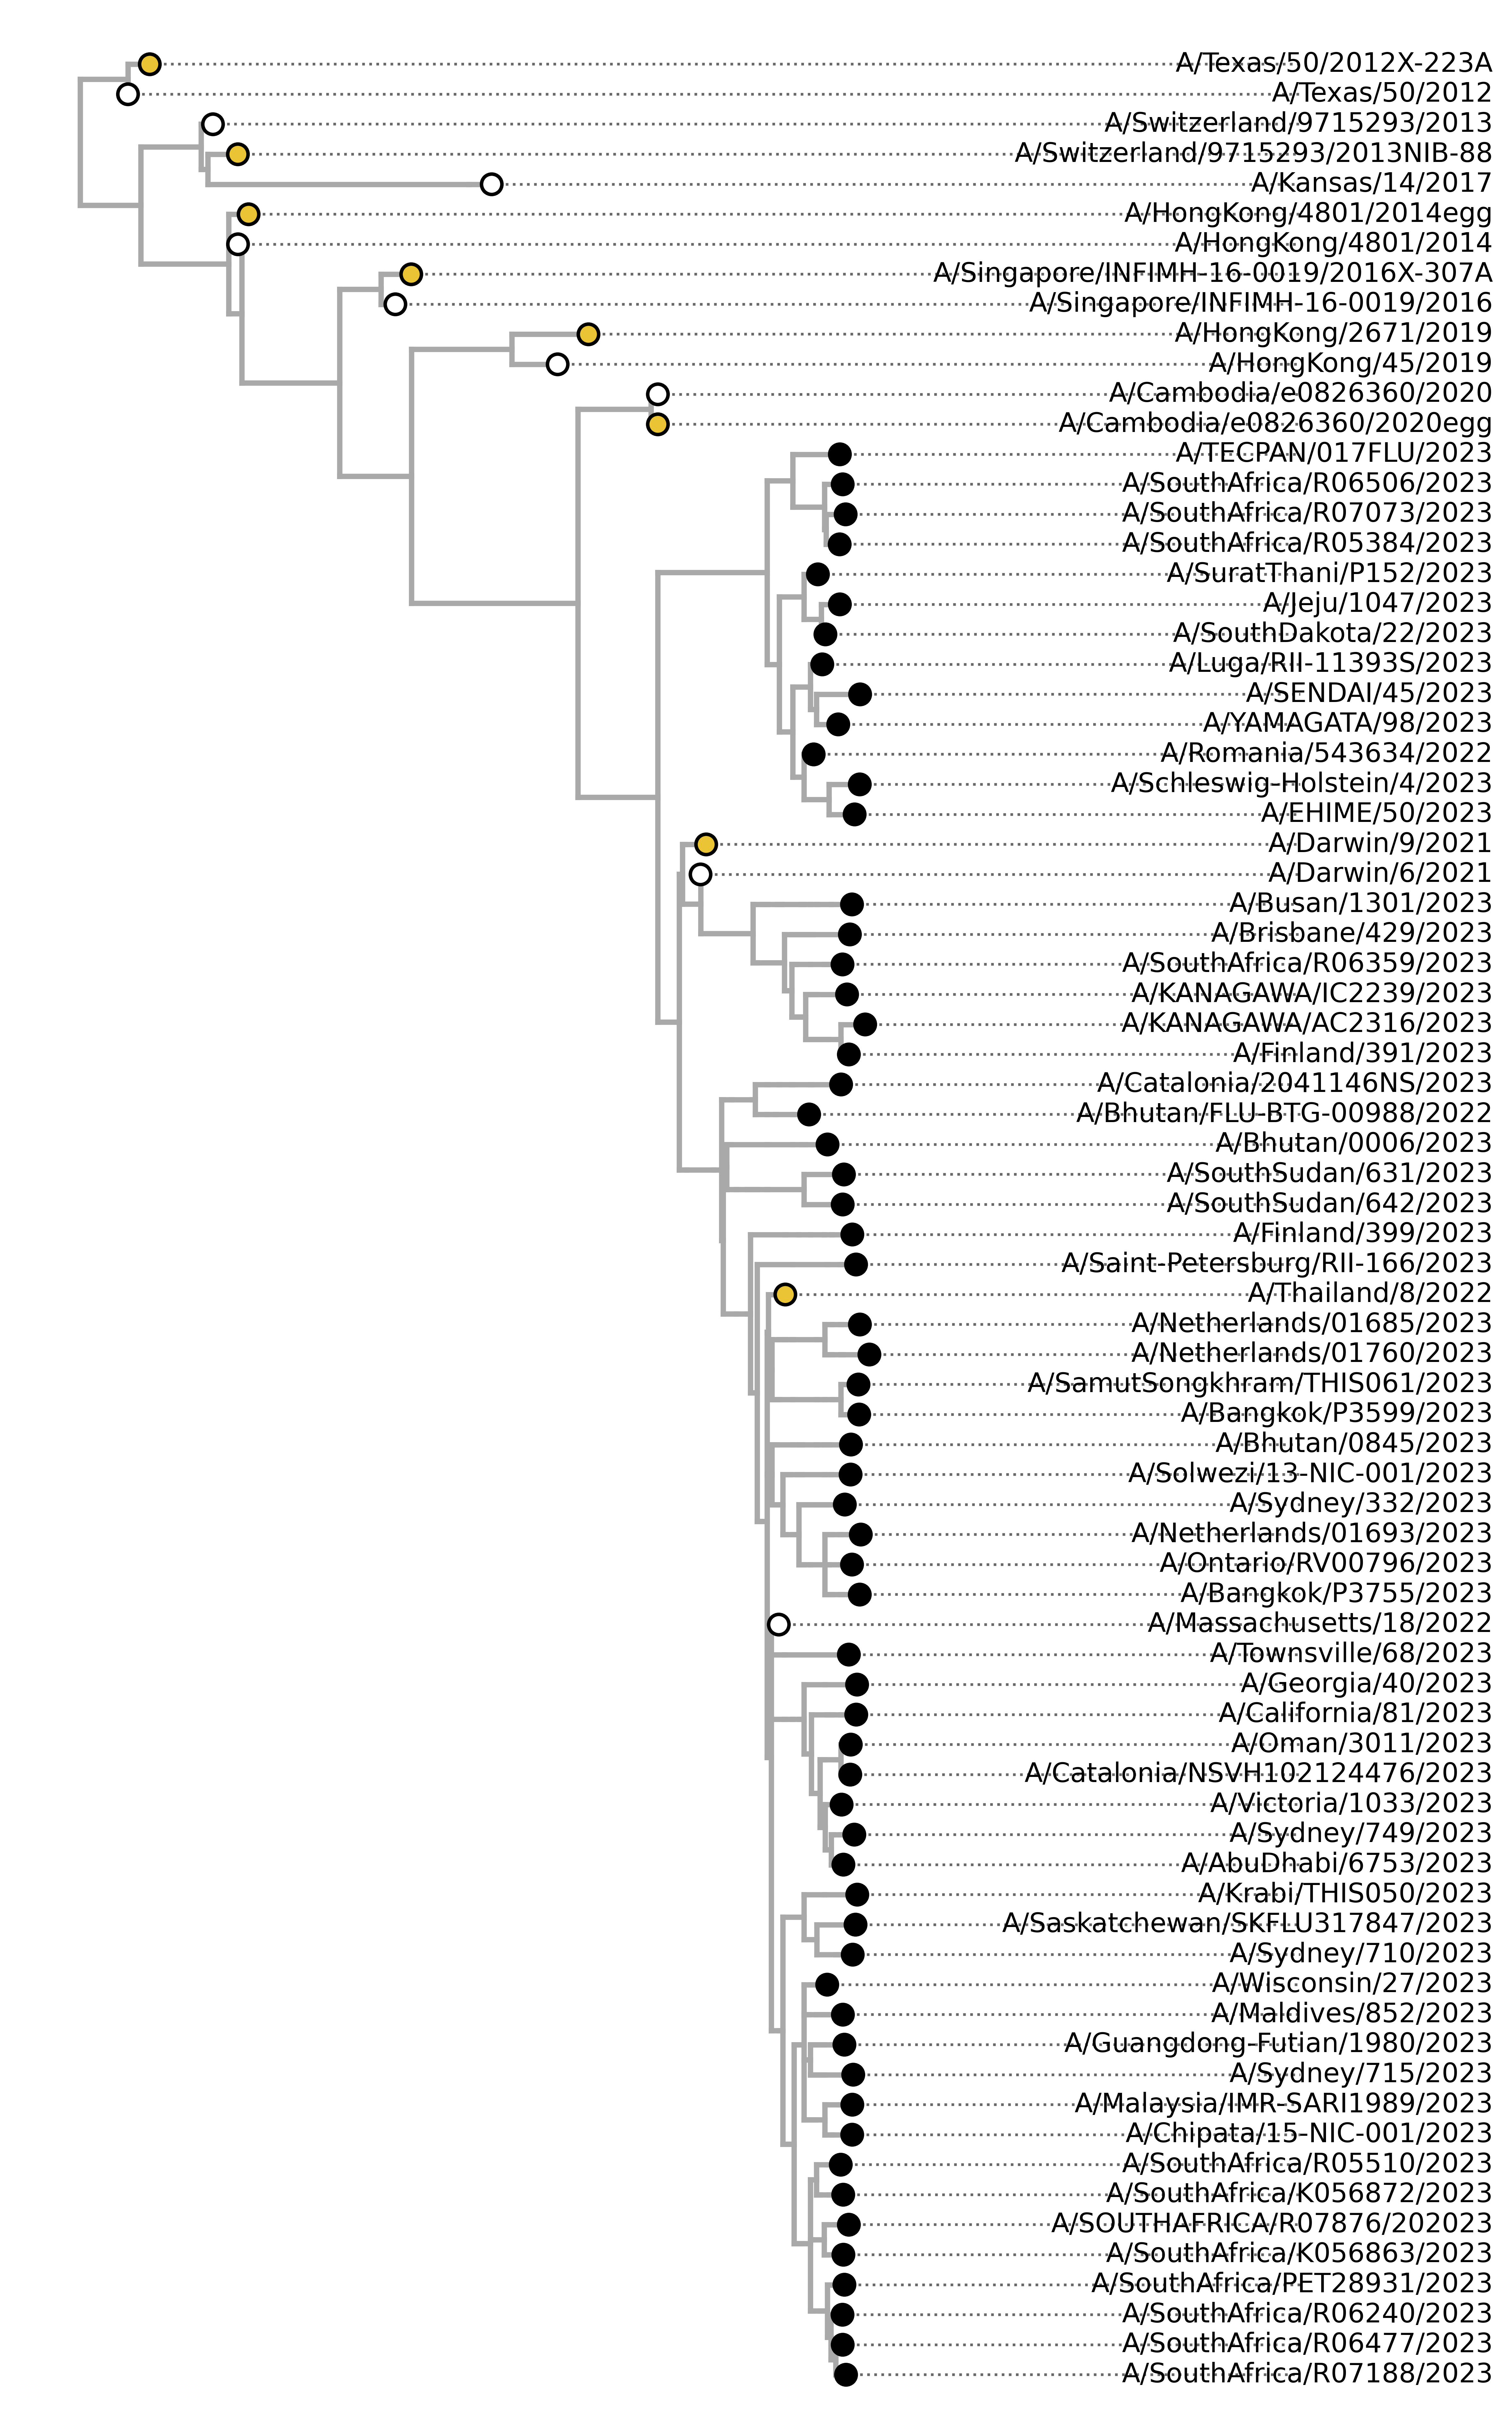 A/Texas/50/2012X-223A
A/Texas/50/2012
A/Switzerland/9715293/2013
A/Switzerland/9715293/2013NIB-88
A/Kansas/14/2017
A/HongKong/4801/2014egg
A/HongKong/4801/2014
A/Singapore/INFIMH-16-0019/2016X-307A
A/Singapore/INFIMH-16-0019/2016
A/HongKong/2671/2019
A/HongKong/45/2019
A/Cambodia/e0826360/2020
A/Cambodia/e0826360/2020egg
A/TECPAN/017FLU/2023
A/SouthAfrica/R06506/2023
A/SouthAfrica/R07073/2023
A/SouthAfrica/R05384/2023
A/SuratThani/P152/2023
A/Jeju/1047/2023
A/SouthDakota/22/2023
A/Luga/RII-11393S/2023
A/SENDAI/45/2023
A/YAMAGATA/98/2023
A/Romania/543634/2022
A/Schleswig-Holstein/4/2023
A/EHIME/50/2023
A/Darwin/9/2021
A/Darwin/6/2021
A/Busan/1301/2023
A/Brisbane/429/2023
A/SouthAfrica/R06359/2023
A/KANAGAWA/IC2239/2023
A/KANAGAWA/AC2316/2023
A/Finland/391/2023
A/Catalonia/2041146NS/2023
A/Bhutan/FLU-BTG-00988/2022
A/Bhutan/0006/2023
A/SouthSudan/631/2023
A/SouthSudan/642/2023
A/Finland/399/2023
A/Saint-Petersburg/RII-166/2023
A/Thailand/8/2022
A/Netherlands/01685/2023
A/Netherlands/01760/2023
A/SamutSongkhram/THIS061/2023
A/Bangkok/P3599/2023
A/Bhutan/0845/2023
A/Solwezi/13-NIC-001/2023
A/Sydney/332/2023
A/Netherlands/01693/2023
A/Ontario/RV00796/2023
A/Bangkok/P3755/2023
A/Massachusetts/18/2022
A/Townsville/68/2023
A/Georgia/40/2023
A/California/81/2023
A/Oman/3011/2023
A/Catalonia/NSVH102124476/2023
A/Victoria/1033/2023
A/Sydney/749/2023
A/AbuDhabi/6753/2023
A/Krabi/THIS050/2023
A/Saskatchewan/SKFLU317847/2023
A/Sydney/710/2023
A/Wisconsin/27/2023
A/Maldives/852/2023
A/Guangdong-Futian/1980/2023
A/Sydney/715/2023
A/Malaysia/IMR-SARI1989/2023
A/Chipata/15-NIC-001/2023
A/SouthAfrica/R05510/2023
A/SouthAfrica/K056872/2023
A/SOUTHAFRICA/R07876/202023
A/SouthAfrica/K056863/2023
A/SouthAfrica/PET28931/2023
A/SouthAfrica/R06240/2023
A/SouthAfrica/R06477/2023
A/SouthAfrica/R07188/2023